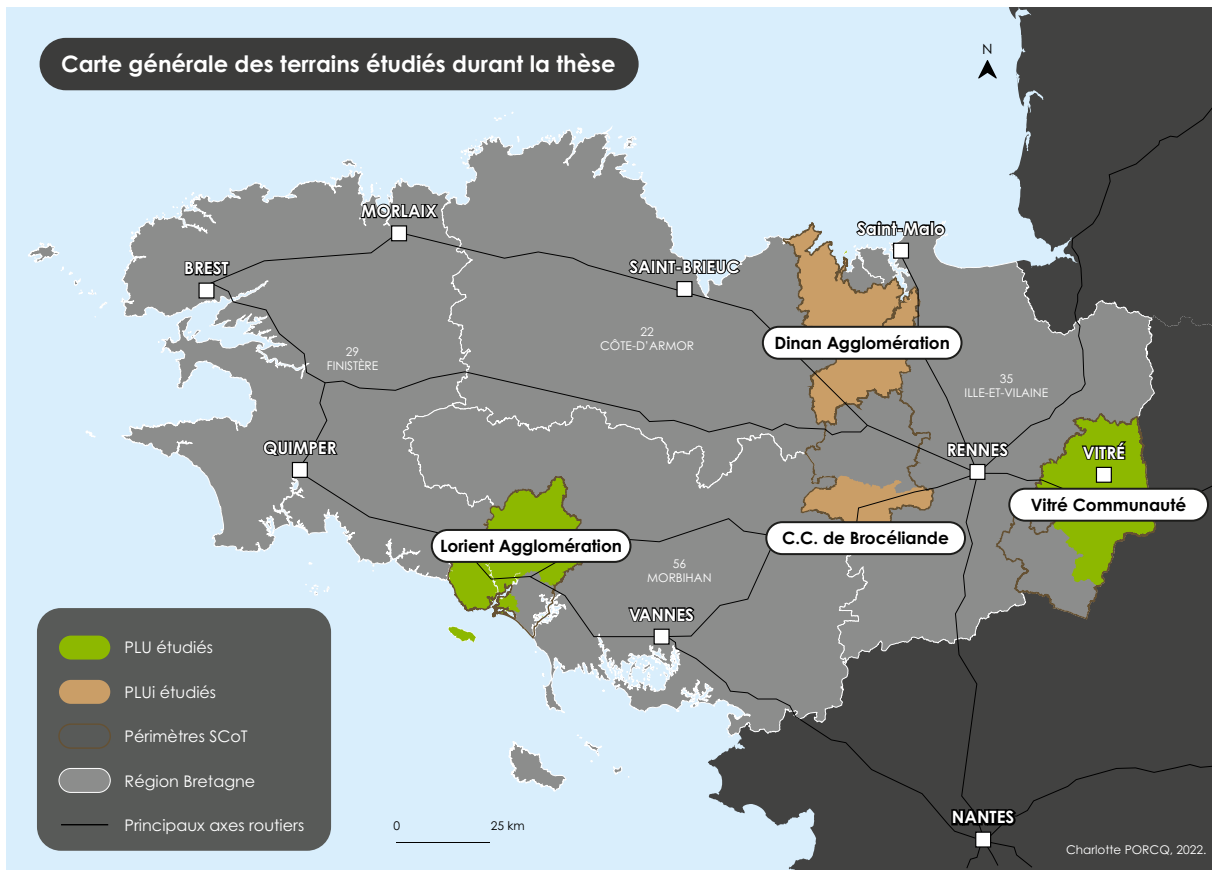 Carte générale des terrains étudiés durant la thèse
N
MORLAIX
Saint-Malo
BREST
SAINT-BRIEUC
22
CÔTE-D'ARMOR
Dinan Agglomération
29
FINISTÈRE
35
ILLE-ET-VILAINE
QUIMPER
RENNES
VITRÉ
Vitré Communauté
Lorient Agglomération
C.C. de Brocéliande
56
MORBIHAN
VANNES
PLU étudiés
PLUi étudiés
Périmètres SCoT
Région Bretagne
Principaux axes routiers
0
25 km
NANTES
Charlotte PORCQ, 2022.